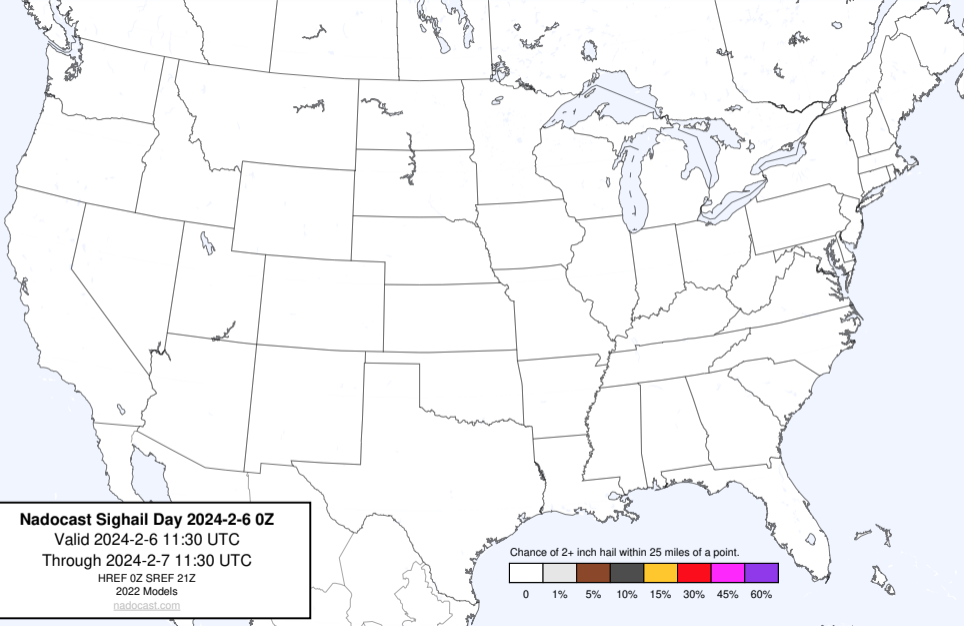 Nadocast Sighail Day 2024-2-6 0Z
Valid 2024-2-6 11:30 UTC
Through 2024-2-7 11:30 UTC
HREF 0Z SREF 21Z
2022 Models
nadocast.com
Chance of 2+ inch hail within 25 miles of a point.
0 1% 5% 10% 15% 30% 45% 60%